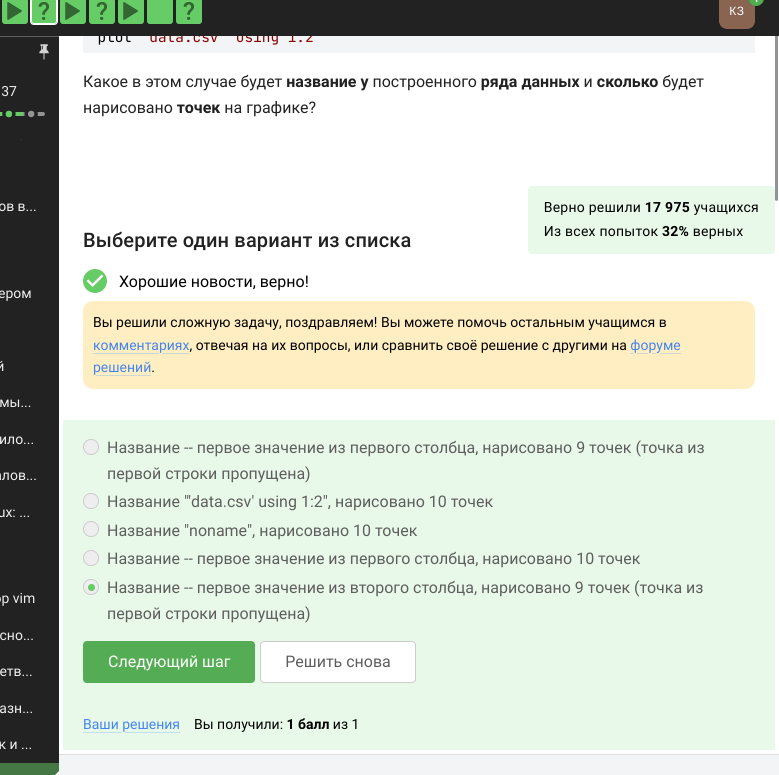 ? ? ?
КЗ
plot 'data.csv' using 1:2
37
Какое в этом случае будет название у построенного ряда данных и сколько будет
нарисовано точек на графике?
Верно решили 17 975 учащихся
Из всех попыток 32% верных
ов в...
Выберите один вариант из списка
Хорошие новости, верно!
ером
Вы решили сложную задачу, поздравляем! Вы можете помочь остальным учащимся в
комментариях, отвечая на их вопросы, или сравнить своё решение с другими на форуме
решений.
й
мы...
ило...
алов...
ux: ...
ор vim
сно...
етв...
азн...
к и ...
Название -- первое значение из первого столбца, нарисовано 9 точек (точка из
первой строки пропущена)
Название "'data.csv' using 1:2", нарисовано 10 точек
Название "noname", нарисовано 10 точек
Название -- первое значение из первого столбца, нарисовано 10 точек
Название -- первое значение из второго столбца, нарисовано 9 точек (точка из
первой строки пропущена)
Следующий шаг
Решить снова
Ваши решения Вы получили: 1 балл из 1